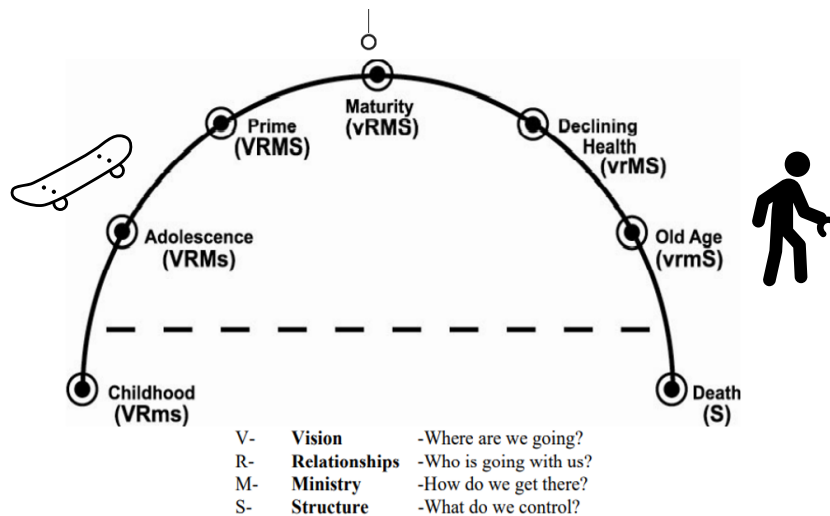 Maturity
(vRMS)
Prime
(VRMS)
Declining
Health
(vrMS)
Adolescence
(VRMs)
Old Age
(vrmS)
Childhood
(VRms)
Death
(S)
V- Vision -Where are we going?
R- Relationships -Who is going with us?
M- Ministry -How do we get there?
S- Structure -What do we control?